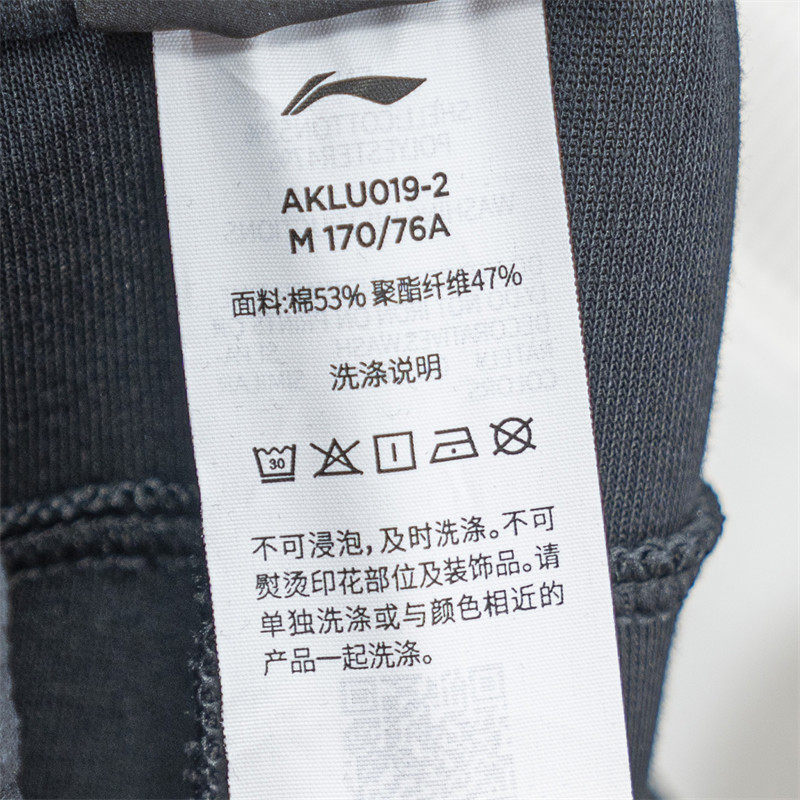 AKLU019-2
M 170/76A
面料:棉53% 聚酯纤维47%
洗涤说明
30
不可浸泡,及时洗涤。不可
熨烫印花部位及装饰品。请
单独洗涤或与颜色相近的
产品一起洗涤。